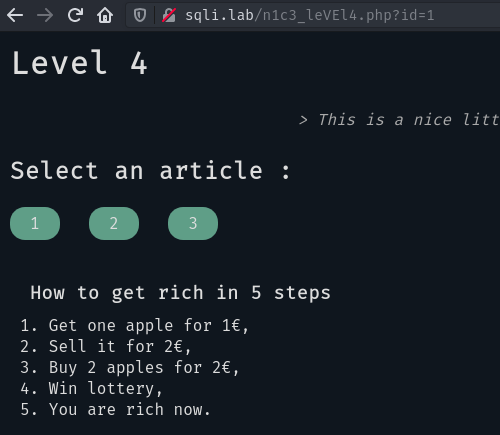 sqli.lab/n1c3_leVEl4.php?id=1
Level 4
> This is a nice litt
Select an article :
1 2 3
How to get rich in 5 steps
1. Get one apple for 1€,
2. Sell it for 2€,
3. Buy 2 apples for 2€,
4. Win lottery,
5. You are rich now.